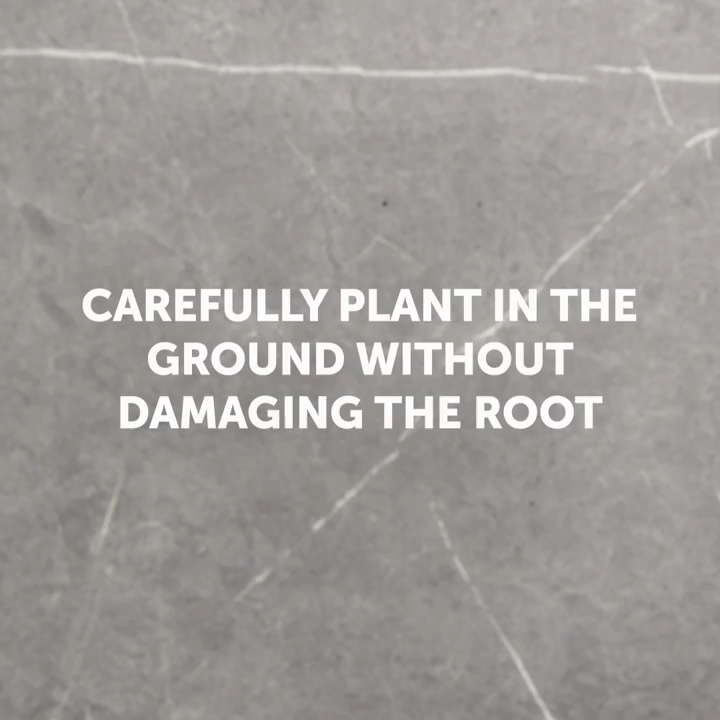 CAREFULLY PLANT IN THE
GROUND WITHOUT
DAMAGING THE ROOT